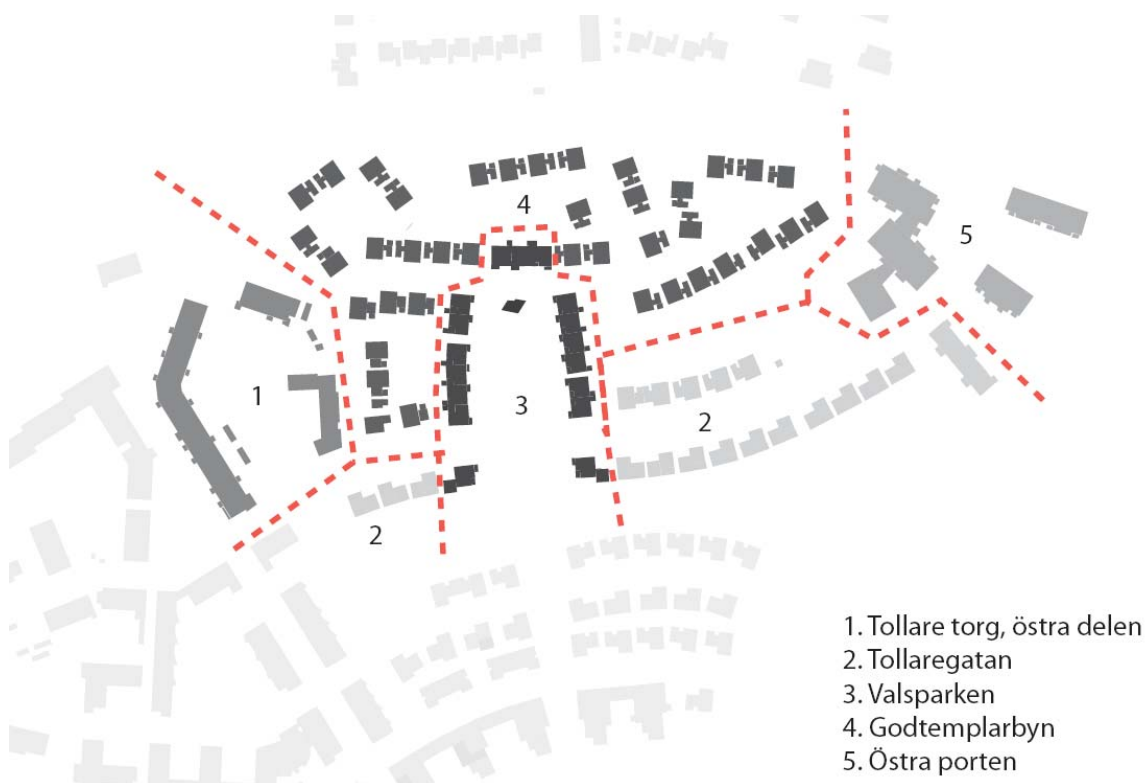 4
5
1
3
2
2
1. Tollare torg, östra delen
2. Tollaregatan
3. Valsparken
4. Godtemplarbyn
5. Östra porten